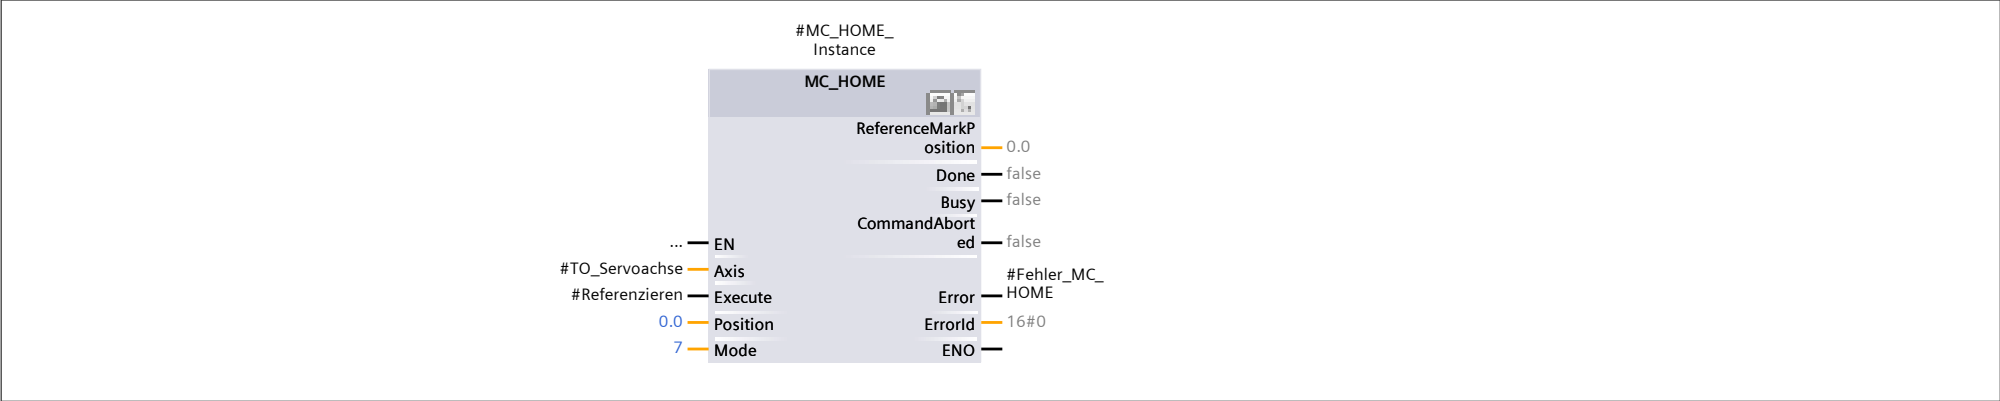 #MC_HOME_
Instance
MC_HOME
ReferenceMarkP
osition
0.0
Done
false
Busy
false
CommandAbort
ed
false
... EN
#TO_Servoachse Axis
#Referenzieren Execute
Error
#Fehler_MC_
HOME
0.0 Position
ErrorId
16#0
7 Mode
ENO